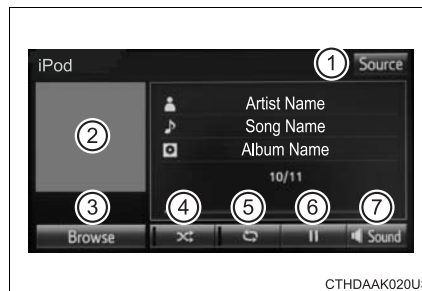 iPod
1 Source
Artist Name
2
Song Name
Album Name
10/11
3 4 5 6 7
Browse Sound
CTHDAAK020US